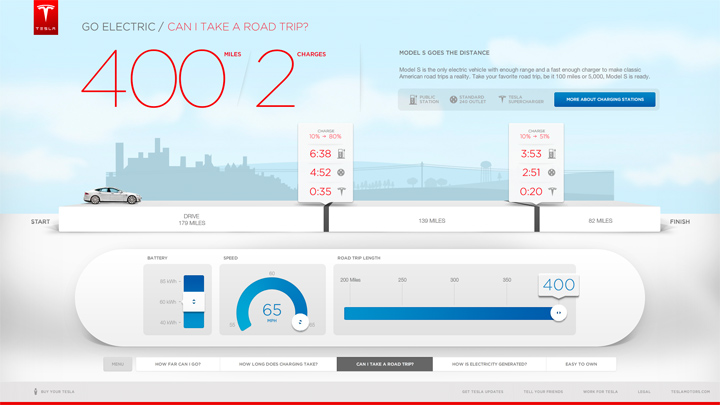 TESLA
GO ELECTRIC / CAN I TAKE A ROAD TRIP?
400 MILES / 2 CHARGES
MODEL S GOES THE DISTANCE
Model S is the only electric vehicle with enough range and a fast enough charger to make classic
American road trips a reality. Take your favorite road trip, be it 100 miles or 5,000, Model S is ready.
PUBLIC STATION
STANDARD 240 OUTLET
TESLA SUPERCHARGER
MORE ABOUT CHARGING STATIONS
CHARGE
10% → 80%
6:38
4:52
0:35
CHARGE
10% → 51%
3:53
2:51
0:20
START
DRIVE
179 MILES
139 MILES
82 MILES
FINISH
BATTERY
85 kWh
60 kWh
40 kWh
SPEED
60
65
MPH
ROAD TRIP LENGTH
200 Miles
250
300
350
400
MENU
HOW FAR CAN I GO?
HOW LONG DOES CHARGING TAKE?
CAN I TAKE A ROAD TRIP?
HOW IS ELECTRICITY GENERATED?
EASY TO OWN
BUY YOUR TESLA
GET TESLA UPDATES
TELL YOUR FRIENDS
WORK FOR TESLA
LEGAL
TESLAMOTORS.COM